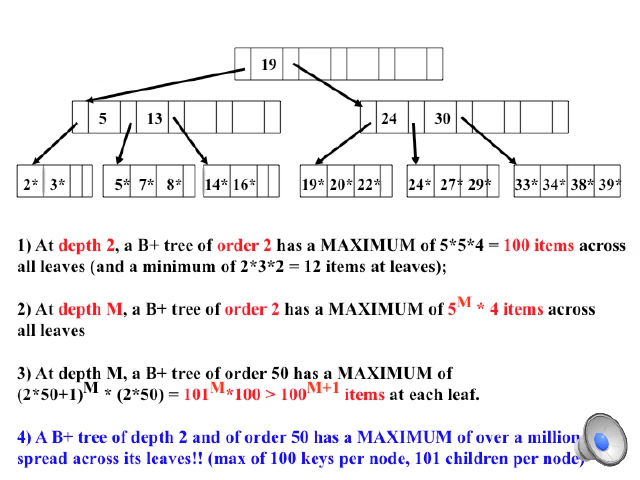 19
5 13 24 30
2* 3* 5* 7* 8* 14* 16* 19* 20* 22* 24* 27* 29* 33* 34* 38* 39*
1) At depth 2, a B+ tree of order 2 has a MAXIMUM of 5*5*4 = 100 items across
all leaves (and a minimum of 2*3*2 = 12 items at leaves);
2) At depth M, a B+ tree of order 2 has a MAXIMUM of 5^M * 4 items across
all leaves
3) At depth M, a B+ tree of order 50 has a MAXIMUM of
(2*50+1)^M * (2*50) = 101^M*100 > 100^M+1 items at each leaf.
4) A B+ tree of depth 2 and of order 50 has a MAXIMUM of over a million
spread across its leaves!! (max of 100 keys per node, 101 children per node)